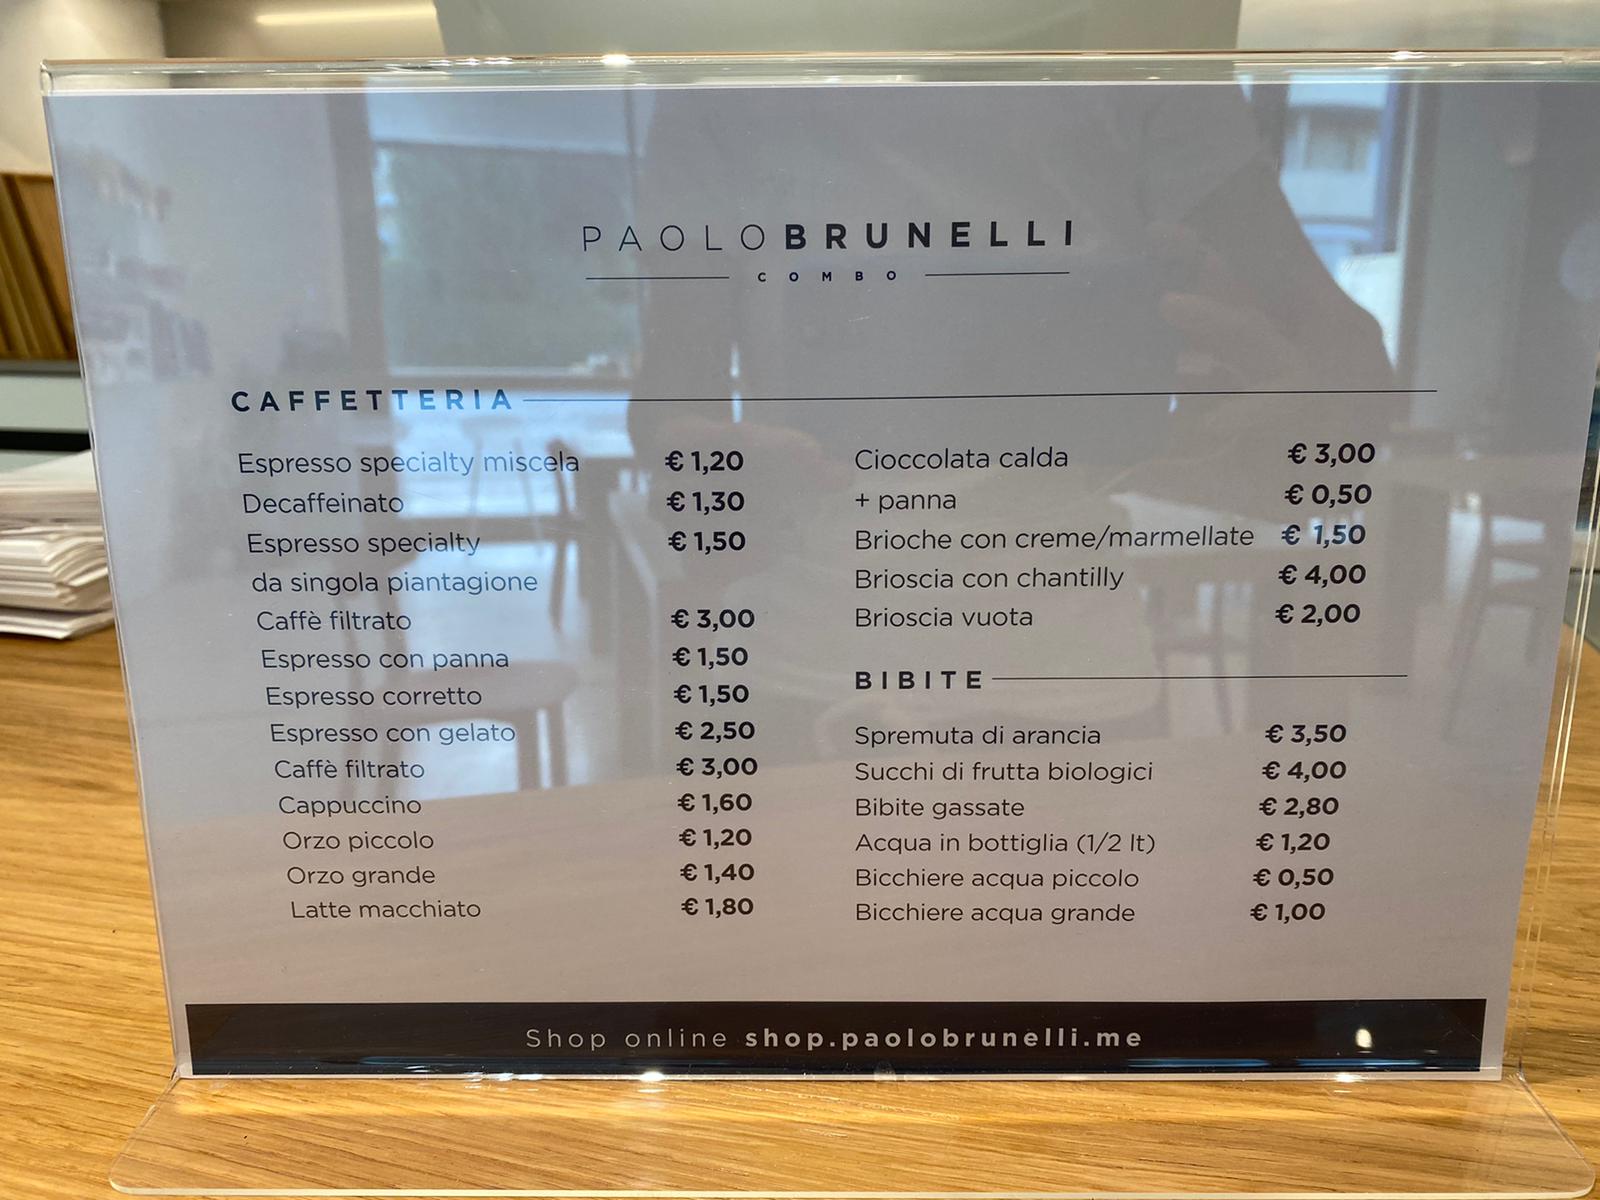 PAOLOBRUNELLI
COMBO
CAFFETTERIA
Espresso specialty miscela € 1,20
Decaffeinato € 1,30
Espresso specialty € 1,50
da singola piantagione
Caffè filtrato € 3,00
Espresso con panna € 1,50
Espresso corretto € 1,50
Espresso con gelato € 2,50
Caffè filtrato € 3,00
Cappuccino € 1,60
Orzo piccolo € 1,20
Orzo grande € 1,40
Latte macchiato € 1,80
Cioccolata calda € 3,00
+ panna € 0,50
Brioche con creme/marmellate € 1,50
Brioscia con chantilly € 4,00
Brioscia vuota € 2,00
BIBITE
Spremuta di arancia € 3,50
Succhi di frutta biologici € 4,00
Bibite gassate € 2,80
Acqua in bottiglia (1/2 lt) € 1,20
Bicchiere acqua piccolo € 0,50
Bicchiere acqua grande € 1,00
Shop online shop.paolobrunelli.me